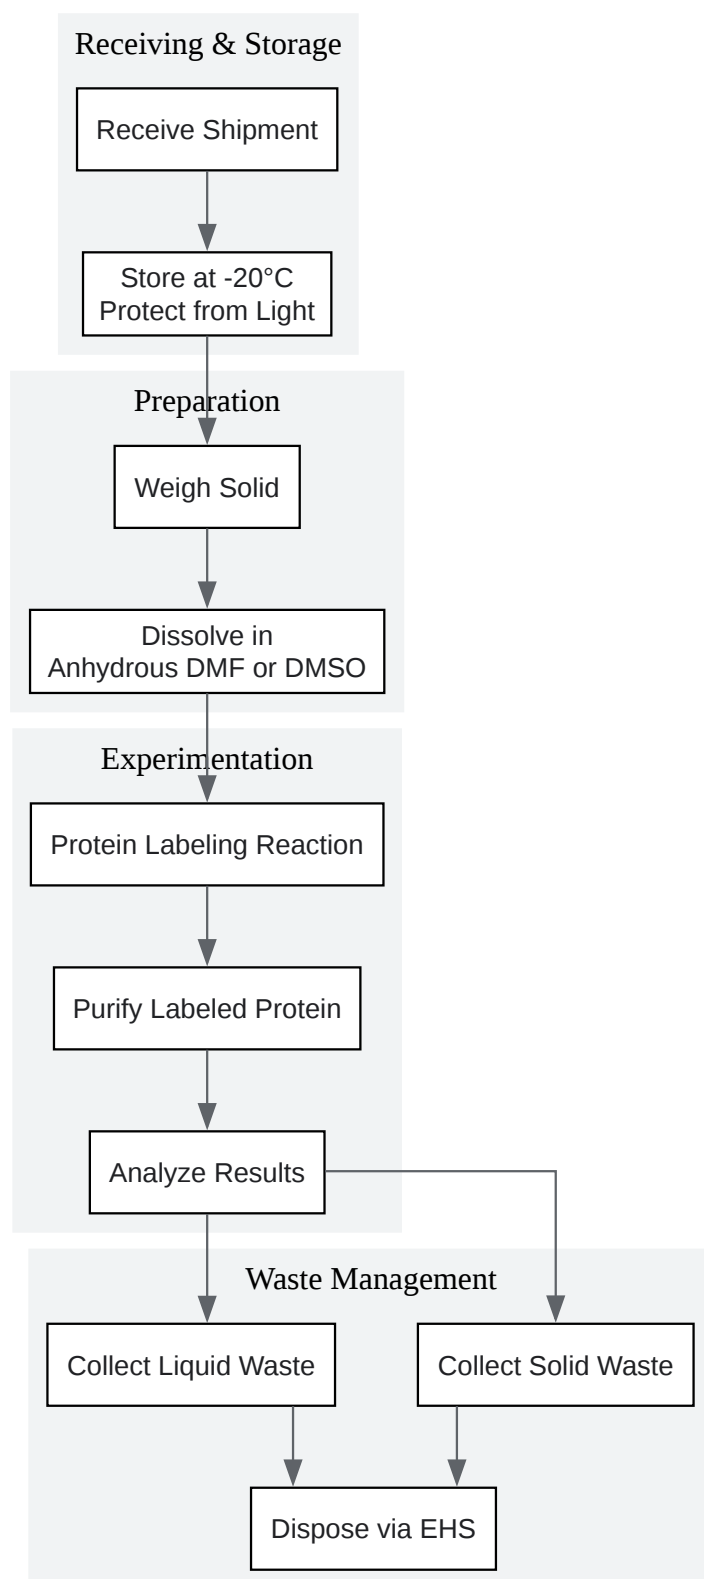 Receiving & Storage
Receive Shipment
Store at -20°C
Protect from Light
Preparation
Weigh Solid
Dissolve in
Anhydrous DMF or DMSO
Experimentation
Protein Labeling Reaction
Purify Labeled Protein
Analyze Results
Waste Management
Collect Liquid Waste
Collect Solid Waste
Dispose via EHS